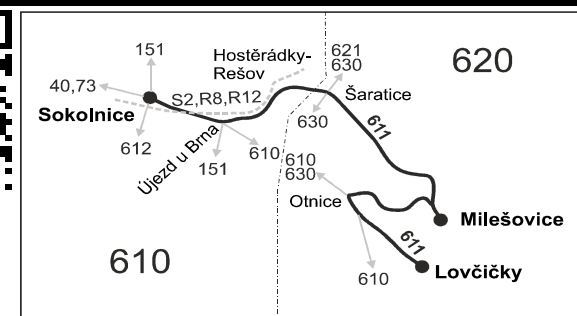 151
Hostěrádky-
Rešov
621
630
620
40,73
S2,R8,R12
Šaratice
Sokolnice
630
611
612
Újezd u Brna
151
610
610
630
Otnice
Milešovice
611
610
Lovčičky
610